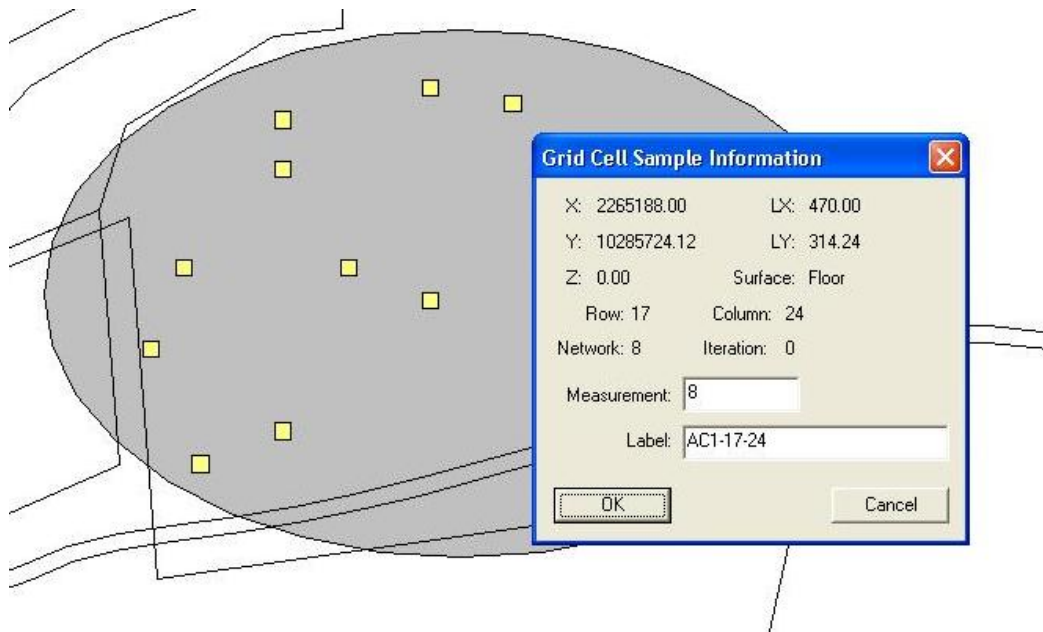 Grid Cell Sample Information
X: 2265188.00 LX: 470.00
Y: 10285724.12 LY: 314.24
Z: 0.00 Surface: Floor
Row: 17 Column: 24
Network: 8 Iteration: 0
Measurement: 8
Label: AC1-17-24
OK Cancel